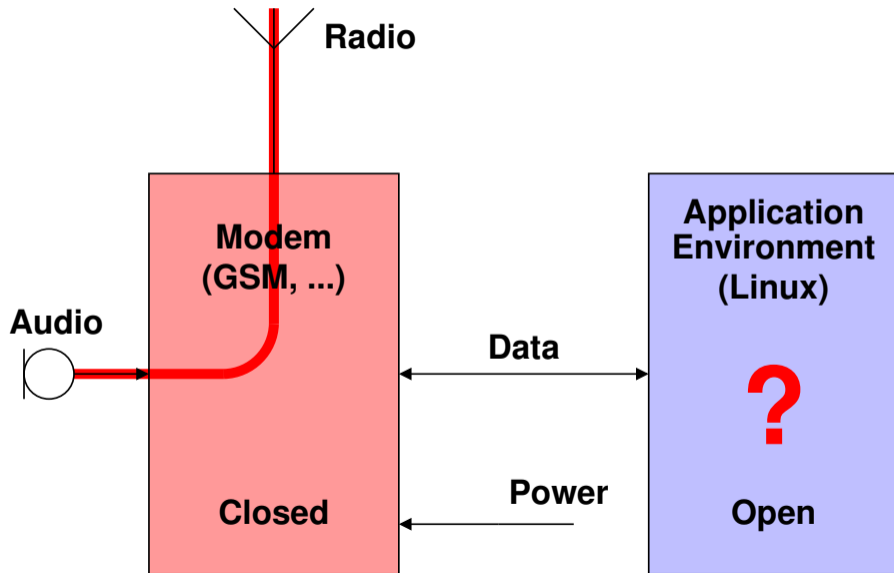 Radio
Modem
(GSM, ...)
Audio
Data
Power
Closed
Application
Environment
(Linux)
?
Open